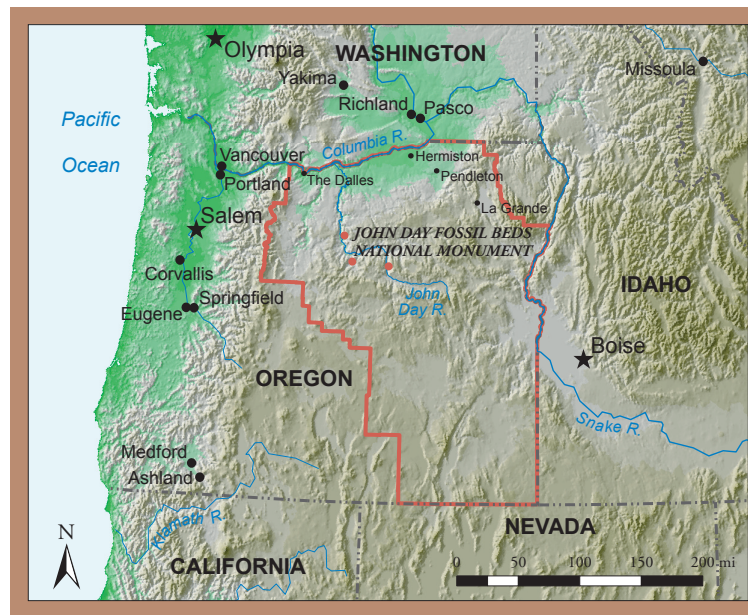 Olympia
WASHINGTON
Missoula
Yakima
Richland
Pasco
Pacific
Ocean
Columbia R.
Vancouver
Hermiston
Portland
The Dalles
Pendleton
La Grande
Salem
JOHN DAY FOSSIL BEDS
NATIONAL MONUMENT
Corvallis
IDAHO
John
Day R.
Springfield
Eugene
Boise
OREGON
Snake R.
Medford
Ashland
Klamath R.
N
NEVADA
CALIFORNIA
0 50 100 150 200 mi